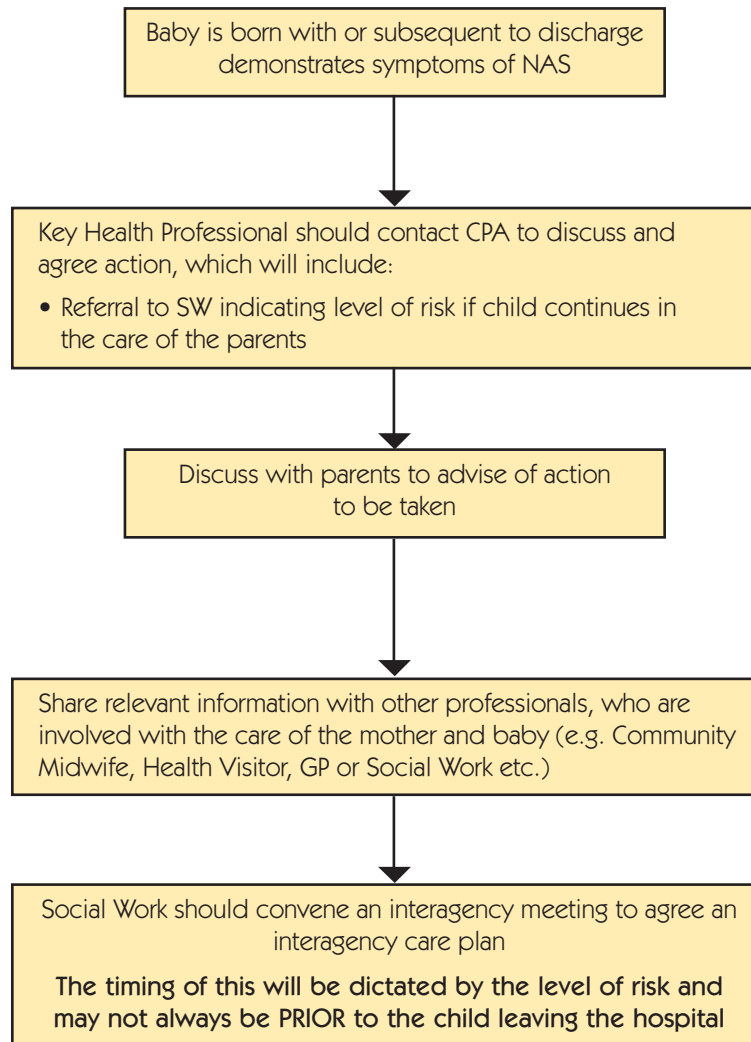 Baby is born with or subsequent to discharge
demonstrates symptoms of NAS
Key Health Professional should contact CPA to discuss and
agree action, which will include:
• Referral to SW indicating level of risk if child continues in
the care of the parents
Discuss with parents to advise of action
to be taken
Share relevant information with other professionals, who are
involved with the care of the mother and baby (e.g. Community
Midwife, Health Visitor, GP or Social Work etc.)
Social Work should convene an interagency meeting to agree an
interagency care plan
The timing of this will be dictated by the level of risk and
may not always be PRIOR to the child leaving the hospital